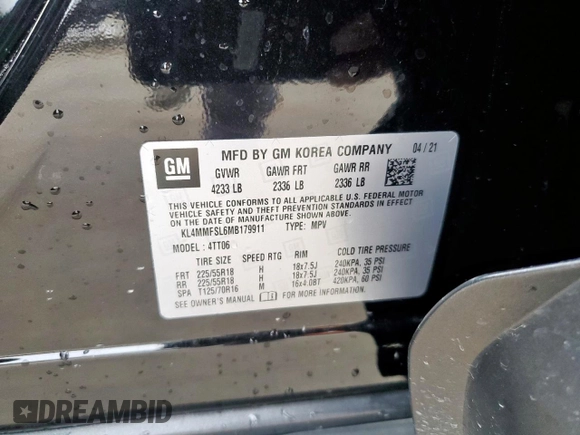 GM
MFD BY GM KOREA COMPANY 04/21
GVWR GAWR FRT GAWR RR
4233 LB 2336 LB 2336 LB
THIS VEHICLE CONFORMS TO ALL APPLICABLE U.S. FEDERAL MOTOR
VEHICLE SAFETY, BUMPER, AND THEFT PREVENTION STANDARDS IN EFFECT ON
THE DATE OF MANUFACTURE SHOWN ABOVE.
KL4MMFSL6MB179911 TYPE: MPV
MODEL: 4TT06
TIRE SIZE SPEED RTG RIM COLD TIRE PRESSURE
FRT 225/55R18 H 18x7.5J 240KPA, 35 PSI
RR 225/55R18 H 18x7.5J 240KPA, 35 PSI
SPA T125/70R16 M 16x4.0BT 420KPA, 60 PSI
SEE OWNER'S MANUAL FOR MORE INFORMATION.
DREAMBID